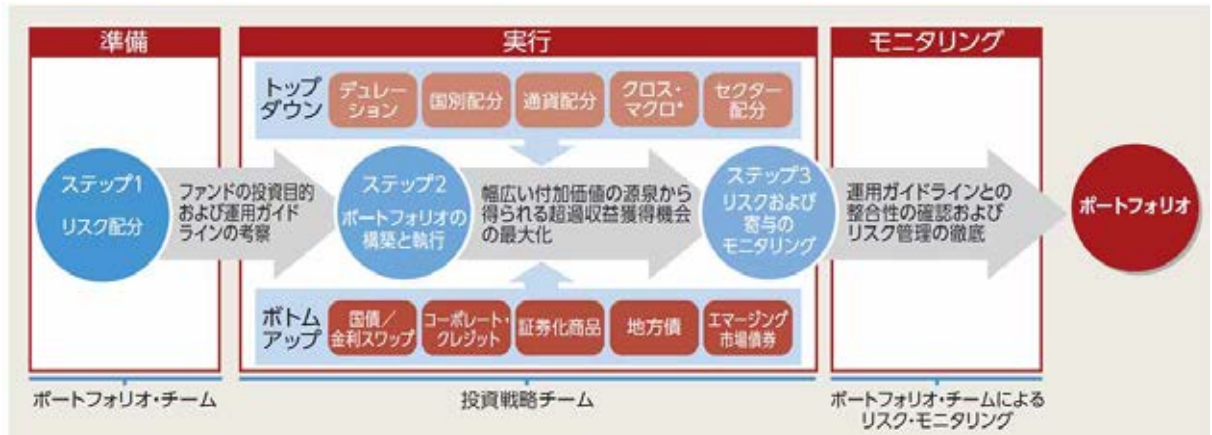 準備
実行
モニタリング
トップ
ダウン
デュレー
ション
国別配分
通貨配分
クロス・
マクロ*
セクター
配分
ステップ1
リスク配分
ファンドの投資目的
および運用ガイド
ラインの考察
ステップ2
ポートフォリオの
構築と執行
幅広い付加価値の源泉から
得られる超過収益獲得機会
の最大化
ステップ3
リスクおよび
寄与の
モニタリング
運用ガイドラインとの
整合性の確認および
リスク管理の徹底
ポートフォリオ
ボトム
アップ
国債/
金利スワップ
コーポレート・
クレジット
証券化商品
地方債
エマージング
市場債券
ポートフォリオ・チーム
投資戦略チーム
ポートフォリオ・チームによる
リスク・モニタリング